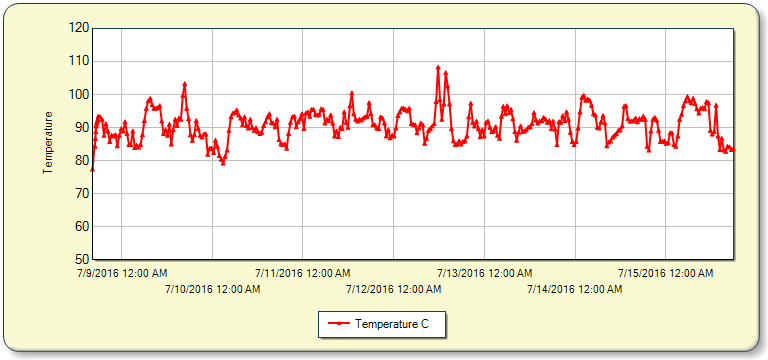 120
110
100
90
80
70
60
50
Temperature
7/9/2016 12:00 AM
7/11/2016 12:00 AM
7/13/2016 12:00 AM
7/15/2016 12:00 AM
7/10/2016 12:00 AM
7/12/2016 12:00 AM
7/14/2016 12:00 AM
Temperature C